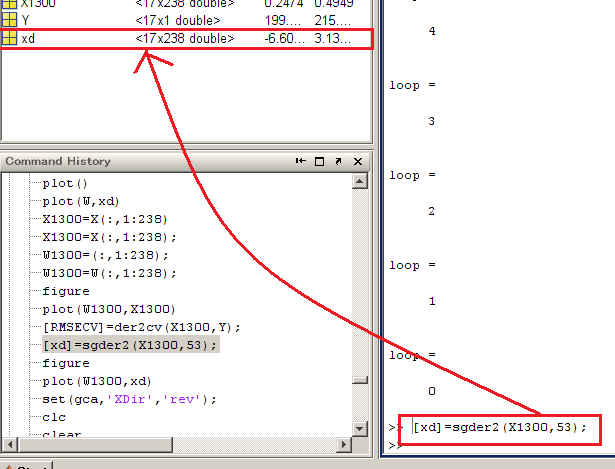 X1300 <17x238 double> 0.2474 0.4949
Y <17x1 double> 199.... 215....
xd <17x238 double> -6.60... 3.13...
Command History
plot()
plot(W,xd)
X1300=X(:,1:238)
X1300=X(:,1:238);
W1300=(:,1:238);
W1300=W(:,1:238);
figure
plot(W1300,X1300)
[RMSECV]=der2cv(X1300,Y);
[xd]=sgder2(X1300,53);
figure
plot(W1300,xd)
set(gca,'XDir','rev');
clc
clear
4
loop =
3
loop =
2
loop =
1
loop =
0
>> [xd]=sgder2(X1300,53);
>>